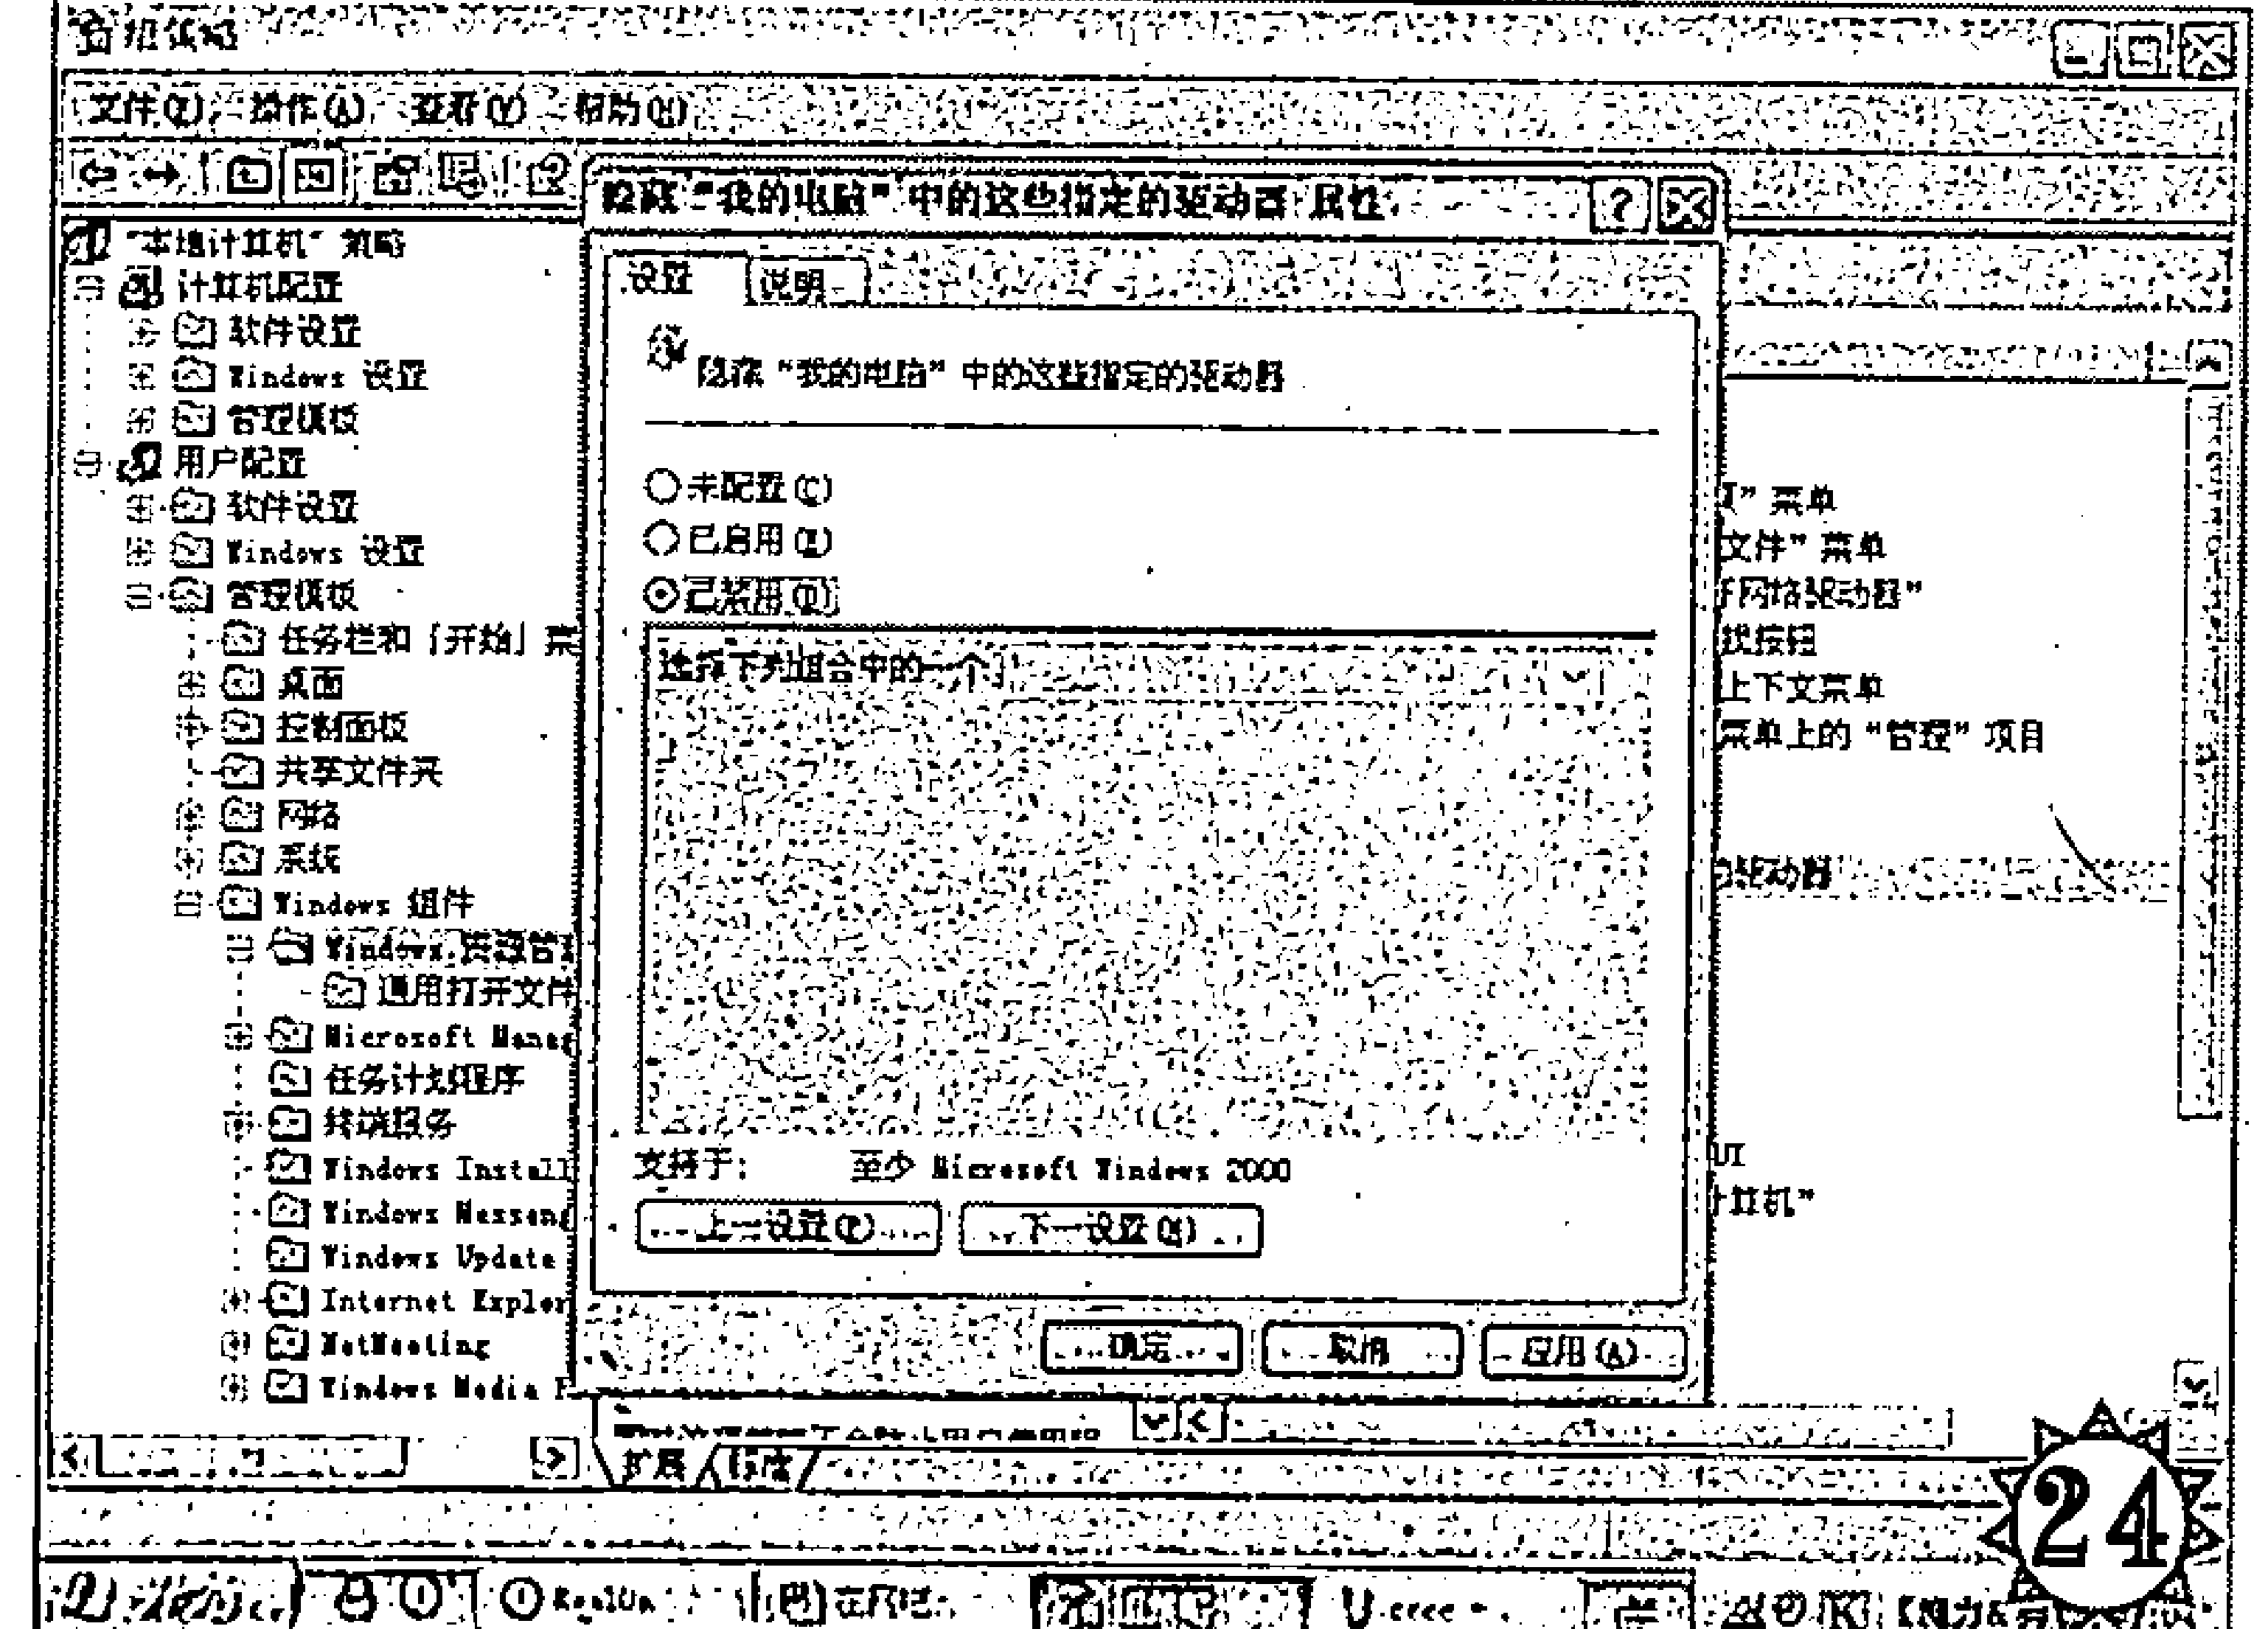 组策略
文件(F) 操作(A) 查看(V) 帮助(H)
隐藏“我的电脑”中的这些指定的驱动器 属性
“本地计算机”策略
计算机配置
软件设置
Windows 设置
管理模板
用户配置
软件设置
Windows 设置
管理模板
任务栏和「开始」菜
桌面
控制面板
共享文件夹
网络
系统
Windows 组件
Windows 资源管理
通用打开文件
Microsoft Manag
任务计划程序
终端服务
Windows Install
Windows Messeng
Windows Update
Internet Explor
NetMeeting
Windows Media P
设置 说明
隐藏“我的电脑”中的这些指定的驱动器
未配置(C)
已启用(E)
已禁用(D)
选择下列组合中的一个
支持于: 至少 Microsoft Windows 2000
上一设置(P) 下一设置(N)
确定 取消 应用(A)
” 菜单
文件” 菜单
网络驱动器”
按钮
上下文菜单
菜单上的“管理”项目
驱动器
UI
计算机”
扩展 标准
24